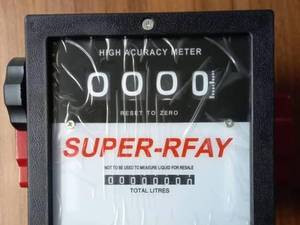 HIGH ACURACY METER
0000
RESET TO ZERO
SUPER-RFAY
NOT TO BE USED TO MEASURE LIQUID FOR RESALE
00000000
TOTAL LITRES